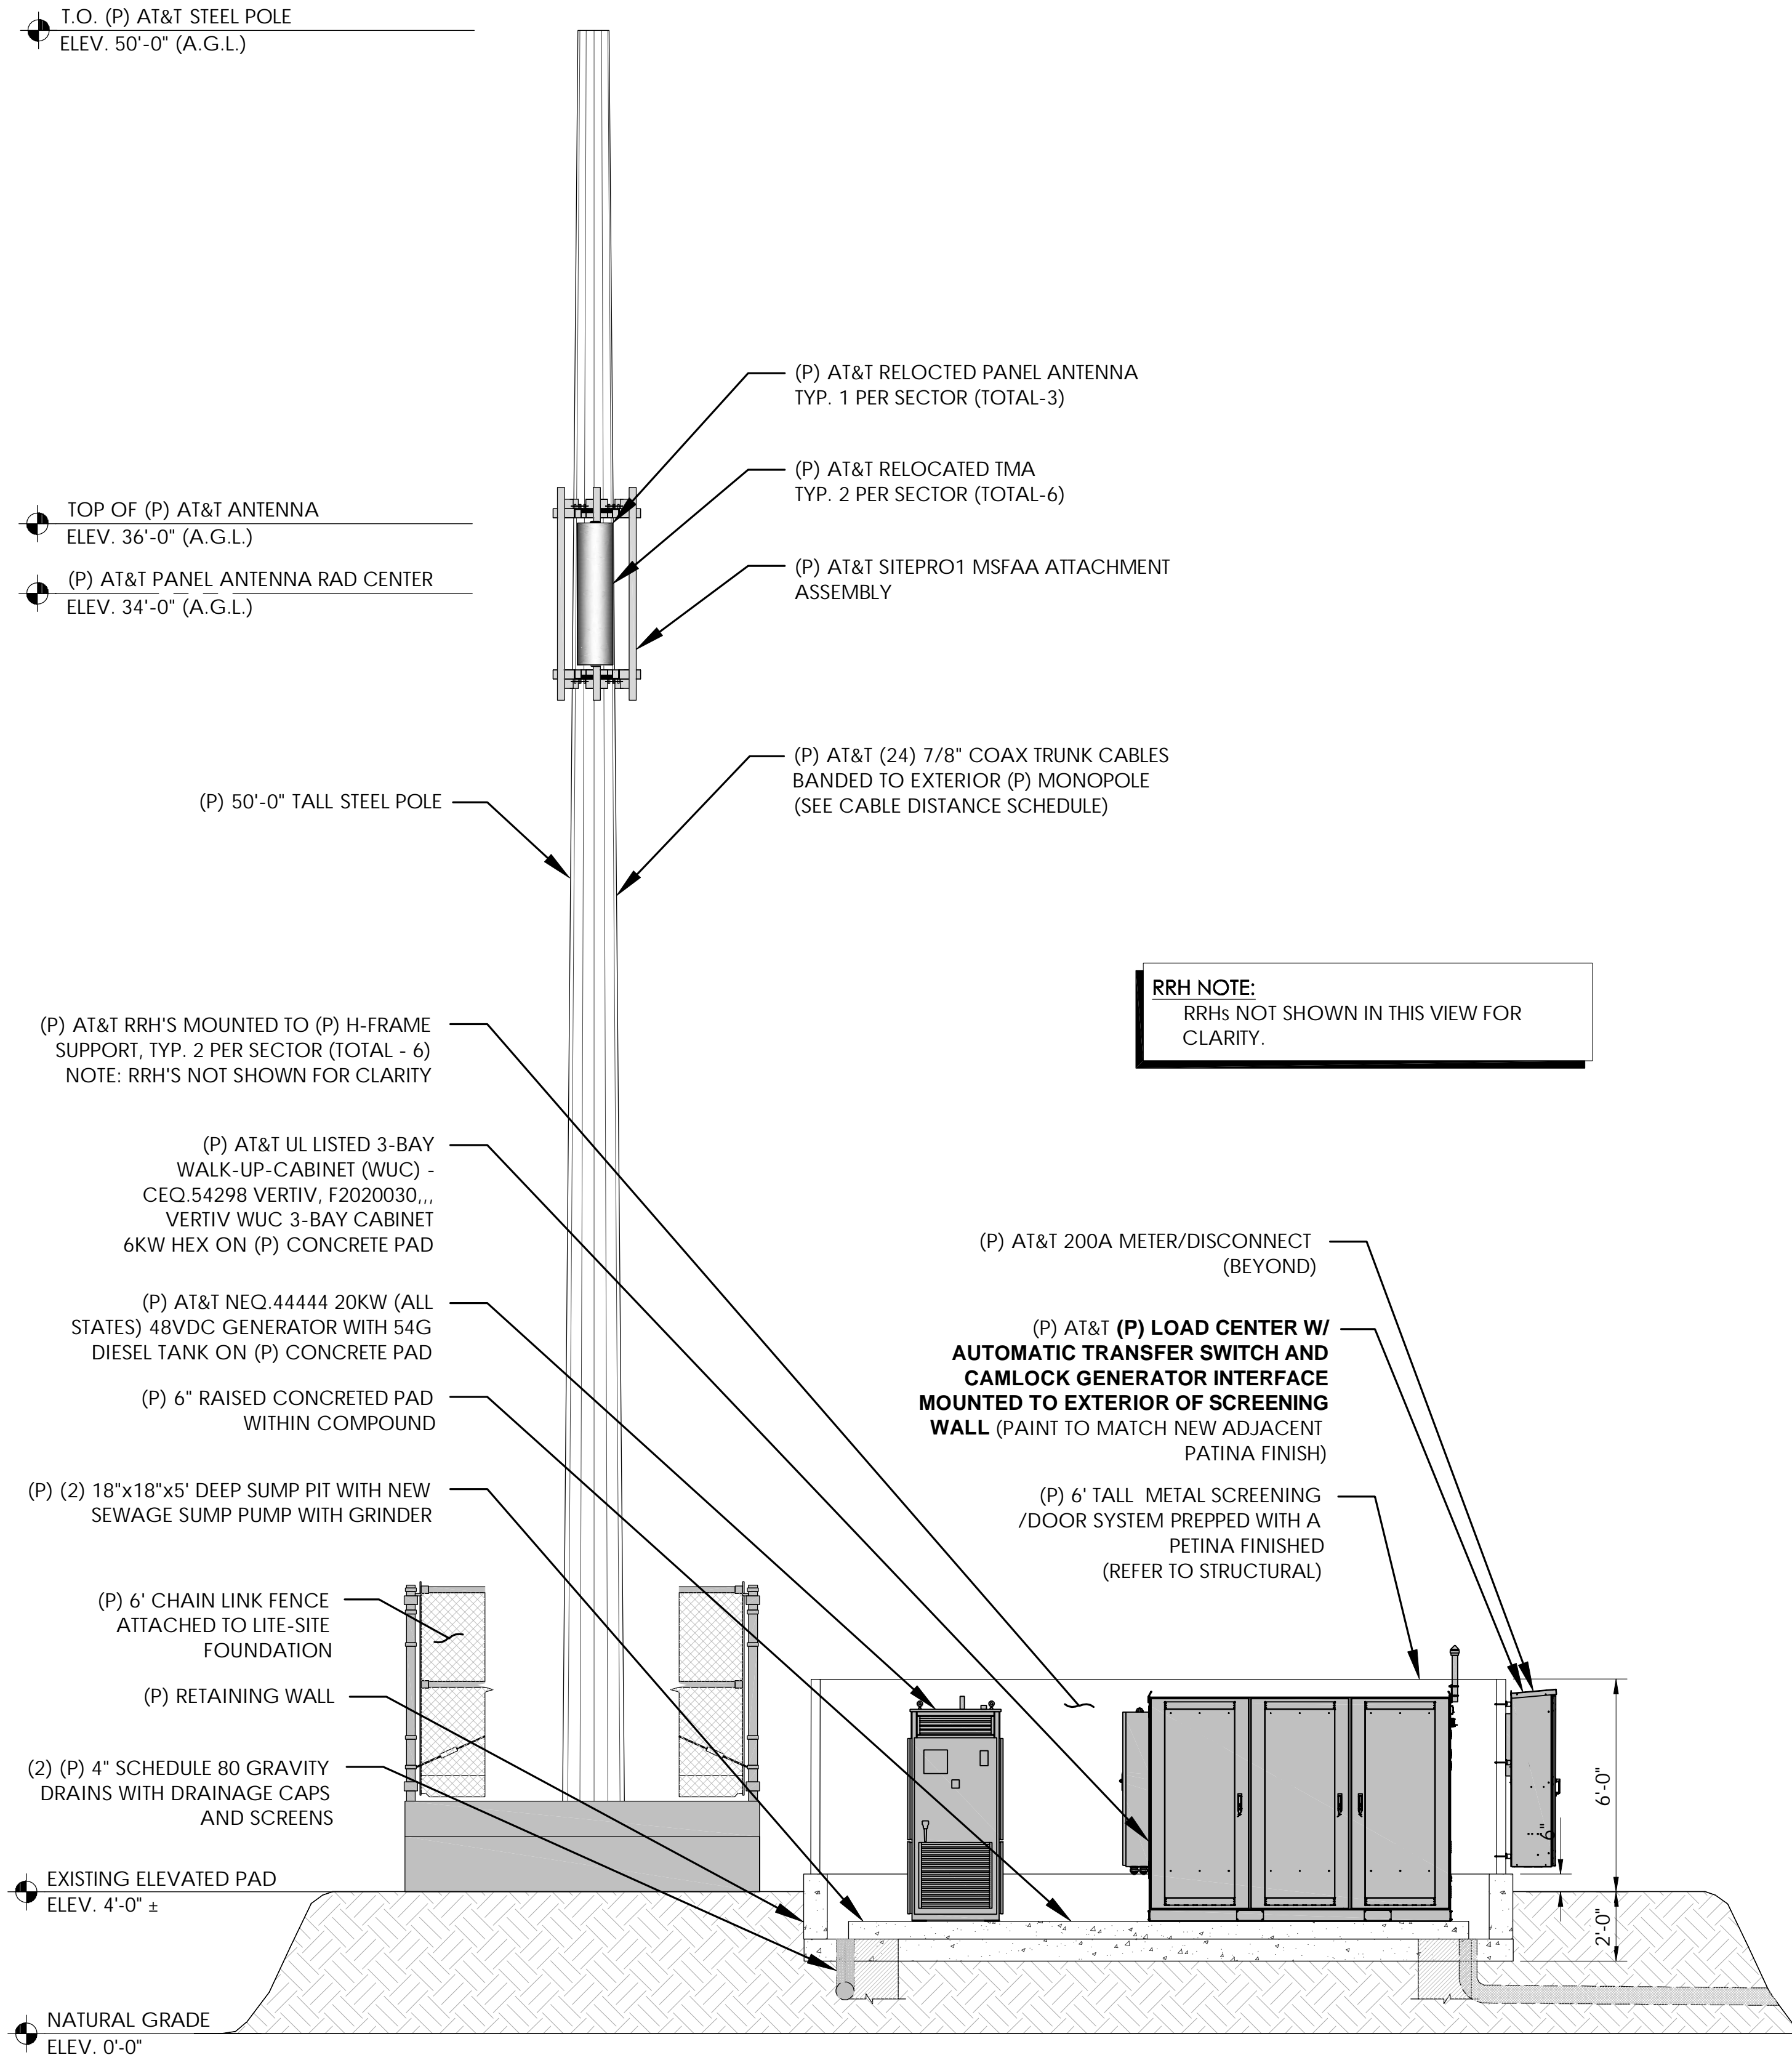 T.O. (P) AT&T STEEL POLE
ELEV. 50'-0" (A.G.L.)
(P) AT&T RELOCTED PANEL ANTENNA
TYP. 1 PER SECTOR (TOTAL-3)
(P) AT&T RELOCATED TMA
TYP. 2 PER SECTOR (TOTAL-6)
TOP OF (P) AT&T ANTENNA
ELEV. 36'-0" (A.G.L.)
(P) AT&T PANEL ANTENNA RAD CENTER
ELEV. 34'-0" (A.G.L.)
(P) AT&T SITEPRO1 MSFAA ATTACHMENT
ASSEMBLY
(P) AT&T (24) 7/8" COAX TRUNK CABLES
BANDED TO EXTERIOR (P) MONOPOLE
(SEE CABLE DISTANCE SCHEDULE)
(P) 50'-0" TALL STEEL POLE
RRH NOTE:
RRHs NOT SHOWN IN THIS VIEW FOR
CLARITY.
(P) AT&T RRH'S MOUNTED TO (P) H-FRAME
SUPPORT, TYP. 2 PER SECTOR (TOTAL - 6)
NOTE: RRH'S NOT SHOWN FOR CLARITY
(P) AT&T UL LISTED 3-BAY
WALK-UP-CABINET (WUC) -
CEQ.54298 VERTIV, F2020030,,,
VERTIV WUC 3-BAY CABINET
6KW HEX ON (P) CONCRETE PAD
(P) AT&T NEQ.44444 20KW (ALL
STATES) 48VDC GENERATOR WITH 54G
DIESEL TANK ON (P) CONCRETE PAD
(P) 6" RAISED CONCRETED PAD
WITHIN COMPOUND
(P) (2) 18"x18"x5' DEEP SUMP PIT WITH NEW
SEWAGE SUMP PUMP WITH GRINDER
(P) 6' CHAIN LINK FENCE
ATTACHED TO LITE-SITE
FOUNDATION
(P) RETAINING WALL
(2) (P) 4" SCHEDULE 80 GRAVITY
DRAINS WITH DRAINAGE CAPS
AND SCREENS
(P) AT&T 200A METER/DISCONNECT
(BEYOND)
(P) AT&T (P) LOAD CENTER W/
AUTOMATIC TRANSFER SWITCH AND
CAMLOCK GENERATOR INTERFACE
MOUNTED TO EXTERIOR OF SCREENING
WALL (PAINT TO MATCH NEW ADJACENT
PATINA FINISH)
(P) 6' TALL METAL SCREENING
/DOOR SYSTEM PREPPED WITH A
PETINA FINISHED
(REFER TO STRUCTURAL)
6'-0"
6"
2'-0"
EXISTING ELEVATED PAD
ELEV. 4'-0" ±
NATURAL GRADE
ELEV. 0'-0"